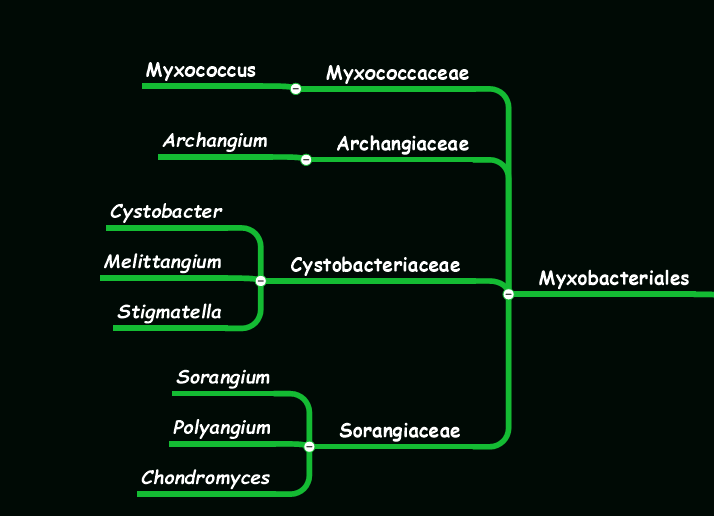 Myxococcus
Myxococcaceae
Archangium
Archangiaceae
Cystobacter
Melittangium
Stigmatella
Cystobacteriaceae
Myxobacteriales
Sorangium
Polyangium
Chondromyces
Sorangiaceae